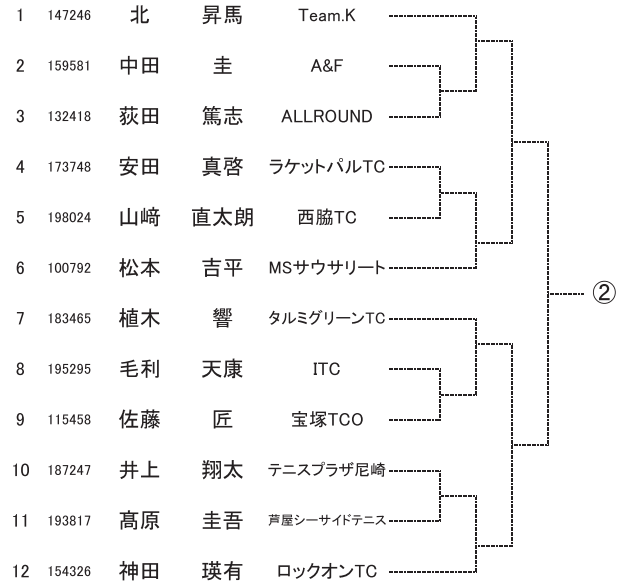 1 147246 北 昇馬 Team.K
2 159581 中田 圭 A&F
3 132418 荻田 篤志 ALLROUND
4 173748 安田 真啓 ラケットパルTC
5 198024 山﨑 直太朗 西脇TC
6 100792 松本 吉平 MSサウサリート
②
7 183465 植木 響 タルミグリーンTC
8 195295 毛利 天康 ITC
9 115458 佐藤 匠 宝塚TCO
10 187247 井上 翔太 テニスプラザ尼崎
11 193817 髙原 圭吾 芦屋シーサイドテニス
12 154326 神田 瑛有 ロックオンTC